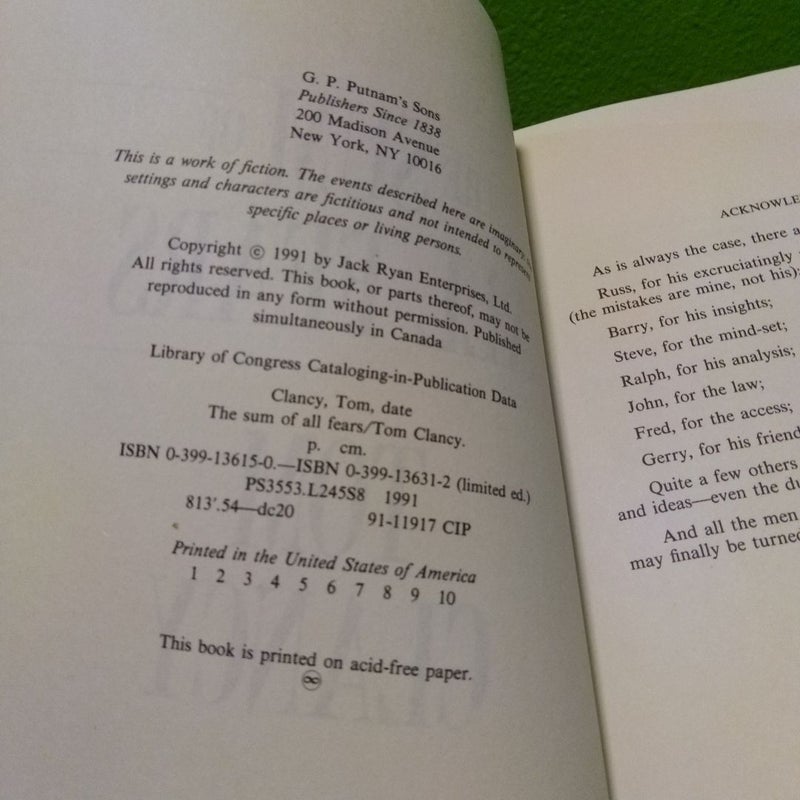 G. P. Putnam's Sons
Publishers Since 1838
200 Madison Avenue
New York, NY 10016
This is a work of fiction. The events described here are imaginary;
settings and characters are fictitious and not intended to represent
specific places or living persons.
Copyright © 1991 by Jack Ryan Enterprises, Ltd.
All rights reserved. This book, or parts thereof, may not be
reproduced in any form without permission. Published
simultaneously in Canada
Library of Congress Cataloging-in-Publication Data
Clancy, Tom, date
The sum of all fears/Tom Clancy.
p. cm.
ISBN 0-399-13615-0.—ISBN 0-399-13631-2 (limited ed.)
PS3553.L245S8 1991
813'.54—dc20 91-11917 CIP
Printed in the United States of America
1 2 3 4 5 6 7 8 9 10
This book is printed on acid-free paper.
∞
ACKNOWLE
As is always the case, there a
Russ, for his excruciatingly
(the mistakes are mine, not his);
Barry, for his insights;
Steve, for the mind-set;
Ralph, for his analysis;
John, for the law;
Fred, for the access;
Gerry, for his friend
Quite a few others
and ideas—even the du
And all the men
may finally be turne